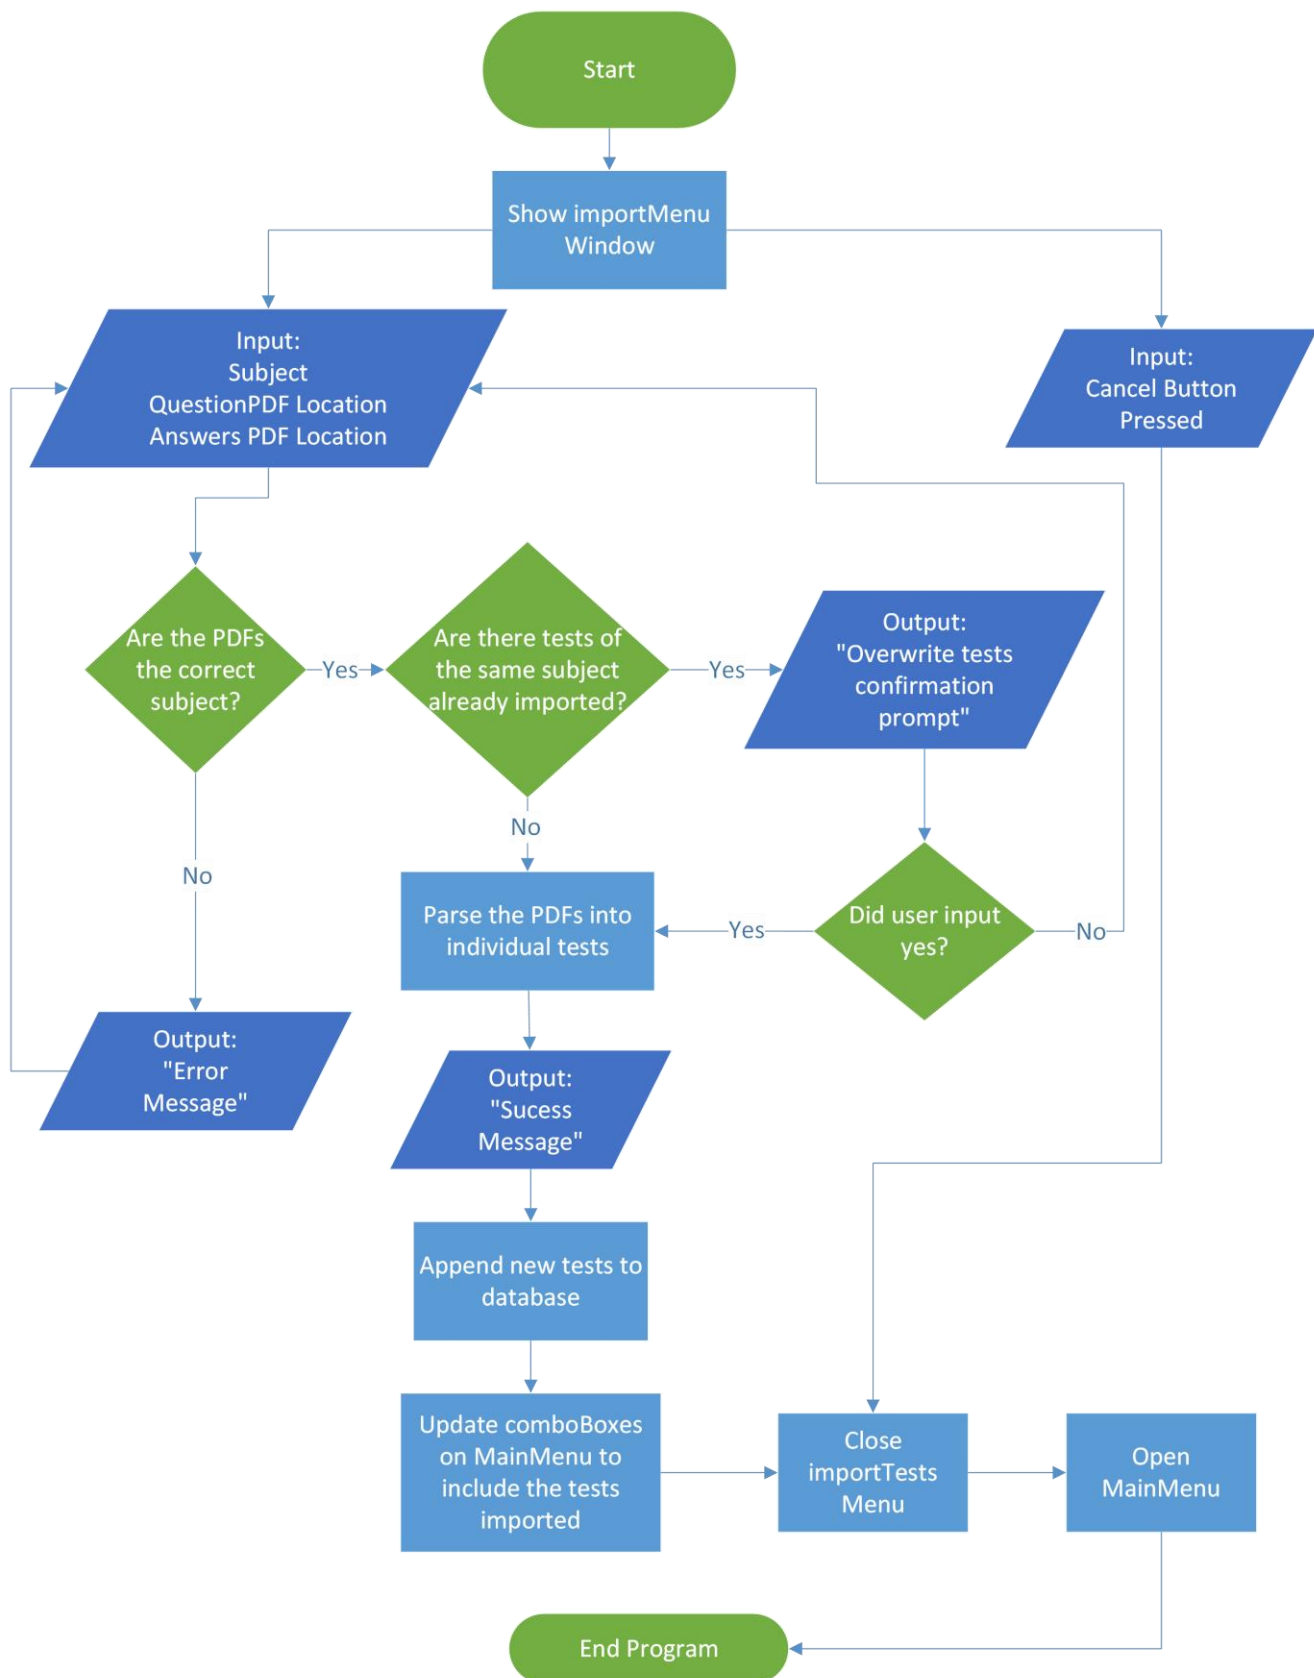 Start
Show importMenu
Window
Input:
Subject
QuestionPDF Location
Answers PDF Location
Input:
Cancel Button
Pressed
Are the PDFs
the correct
subject?
Yes
Are there tests of
the same subject
already imported?
Yes
Output:
"Overwrite tests
confirmation
prompt"
No
No
Parse the PDFs into
individual tests
Yes
Did user input
yes?
No
Output:
"Error
Message"
Output:
"Sucess
Message"
Append new tests to
database
Update comboBoxes
on MainMenu to
include the tests
imported
Close
importTests
Menu
Open
MainMenu
End Program